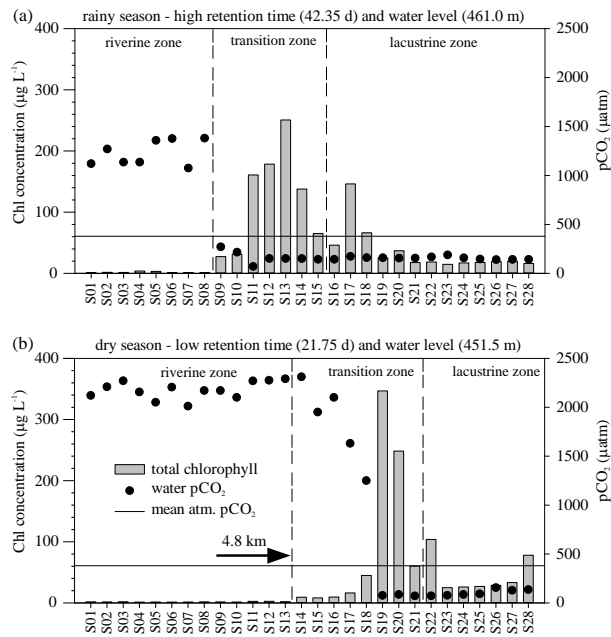 (a) rainy season - high retention time (42.35 d) and water level (461.0 m)
riverine zone transition zone lacustrine zone
Chl concentration (μg L⁻¹)
400
300
200
100
0
2500
2000
1500
1000
500
0
pCO₂ (μatm)
S01 S02 S03 S04 S05 S06 S07 S08 S09 S10 S11 S12 S13 S14 S15 S16 S17 S18 S19 S20 S21 S22 S23 S24 S25 S26 S27 S28
(b) dry season - low retention time (21.75 d) and water level (451.5 m)
riverine zone transition zone lacustrine zone
Chl concentration (μg L⁻¹)
400
300
200
100
0
2500
2000
1500
1000
500
0
pCO₂ (μatm)
total chlorophyll
water pCO₂
mean atm. pCO₂
4.8 km
S01 S02 S03 S04 S05 S06 S07 S08 S09 S10 S11 S12 S13 S14 S15 S16 S17 S18 S19 S20 S21 S22 S23 S24 S25 S26 S27 S28